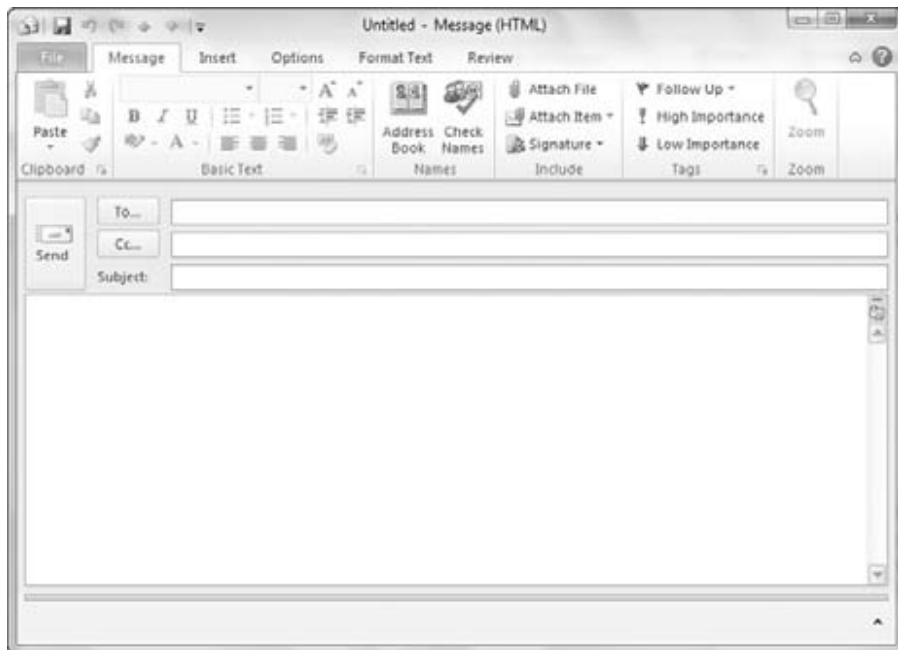 Untitled - Message (HTML)
File Message Insert Options Format Text Review
Paste
B I U A A
A
Address Book
Check Names
Attach File
Attach Item
Signature
Follow Up
High Importance
Low Importance
Zoom
Clipboard Basic Text Names Include Tags Zoom
Send
To...
Cc...
Subject: